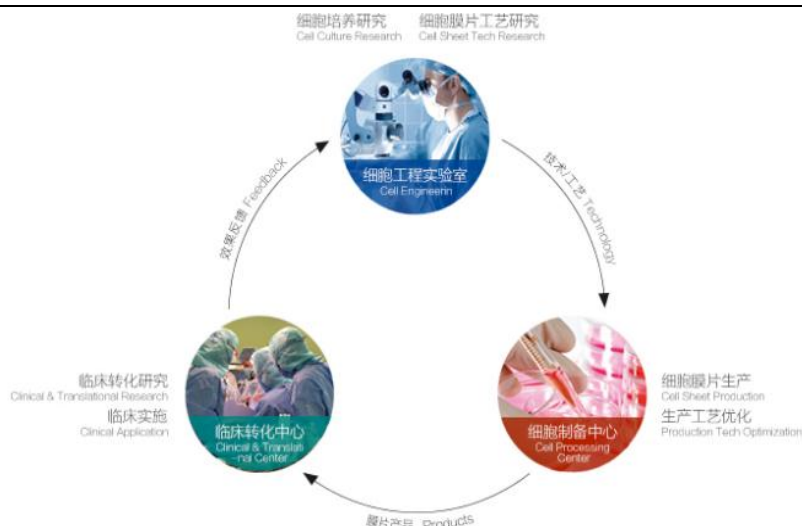 细胞培养研究 细胞膜片工艺研究
Cell Culture Research Cell Sheet Tech Research
细胞工程实验室
Cell Engineerin
效果反馈 Feedback
技术/工艺 Technology
临床转化研究
Clinical & Translational Research
临床实施
Clinical Application
临床转化中心
Clinical & Translati
-nal Center
细胞制备中心
Cell Processing
Center
细胞膜片生产
Cell Sheet Production
生产工艺优化
Production Tech Optimization
膜片产品 Products